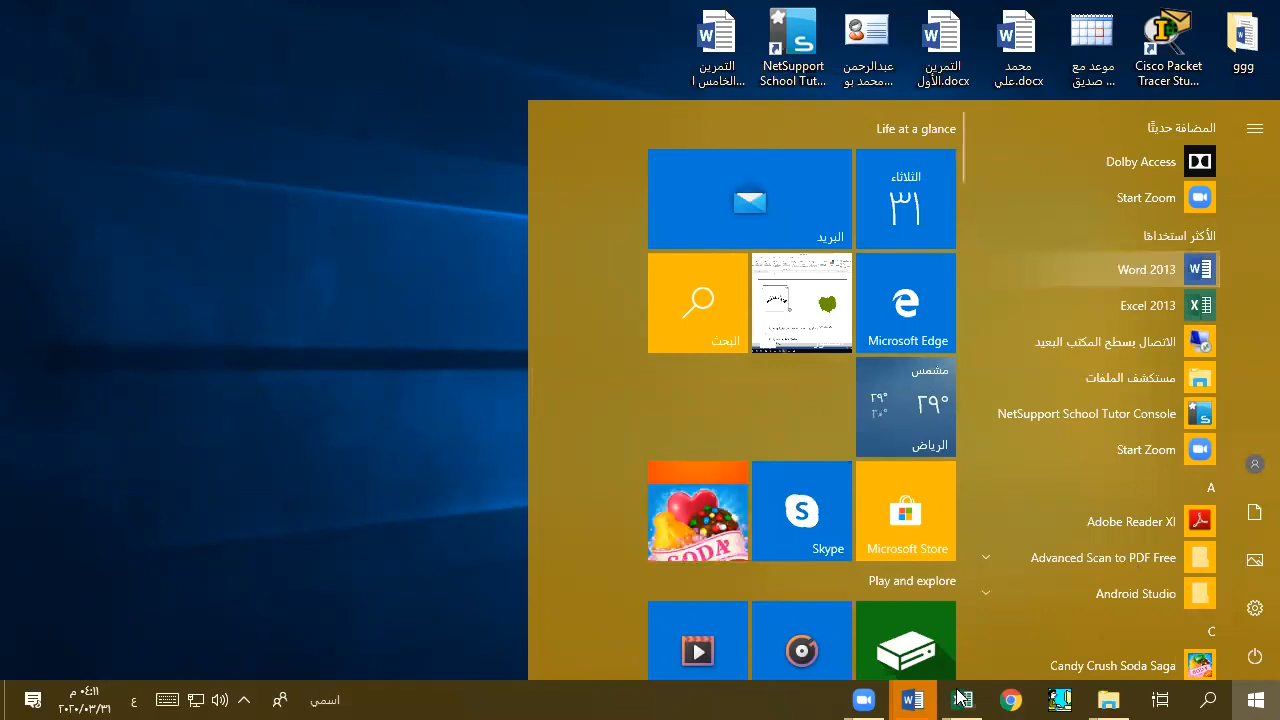 ggg
Cisco Packet
Tracer Stu...
موعد مع
صديق ...
محمد
علي.docx
التمرين
الأول.docx
عبدالرحمن
محمد بو...
NetSupport
School Tut...
التمرين
الخامس ا...
المضافة حديثًا
Dolby Access
Start Zoom
الأكثر استخدامًا
Word 2013
Excel 2013
الاتصال بسطح المكتب البعيد
مستكشف الملفات
NetSupport School Tutor Console
Start Zoom
A
Adobe Reader XI
Advanced Scan to PDF Free
Android Studio
C
Candy Crush Soda Saga
Life at a glance
الثلاثاء
٣١
البريد
Microsoft Edge
البحث
مشمس
٢٩°
٢٩°
الرياض
Microsoft Store
Skype
SODA
Play and explore
اسمي
ع
٠٤:١١ م
٢٠٢٠/٠٣/٣١